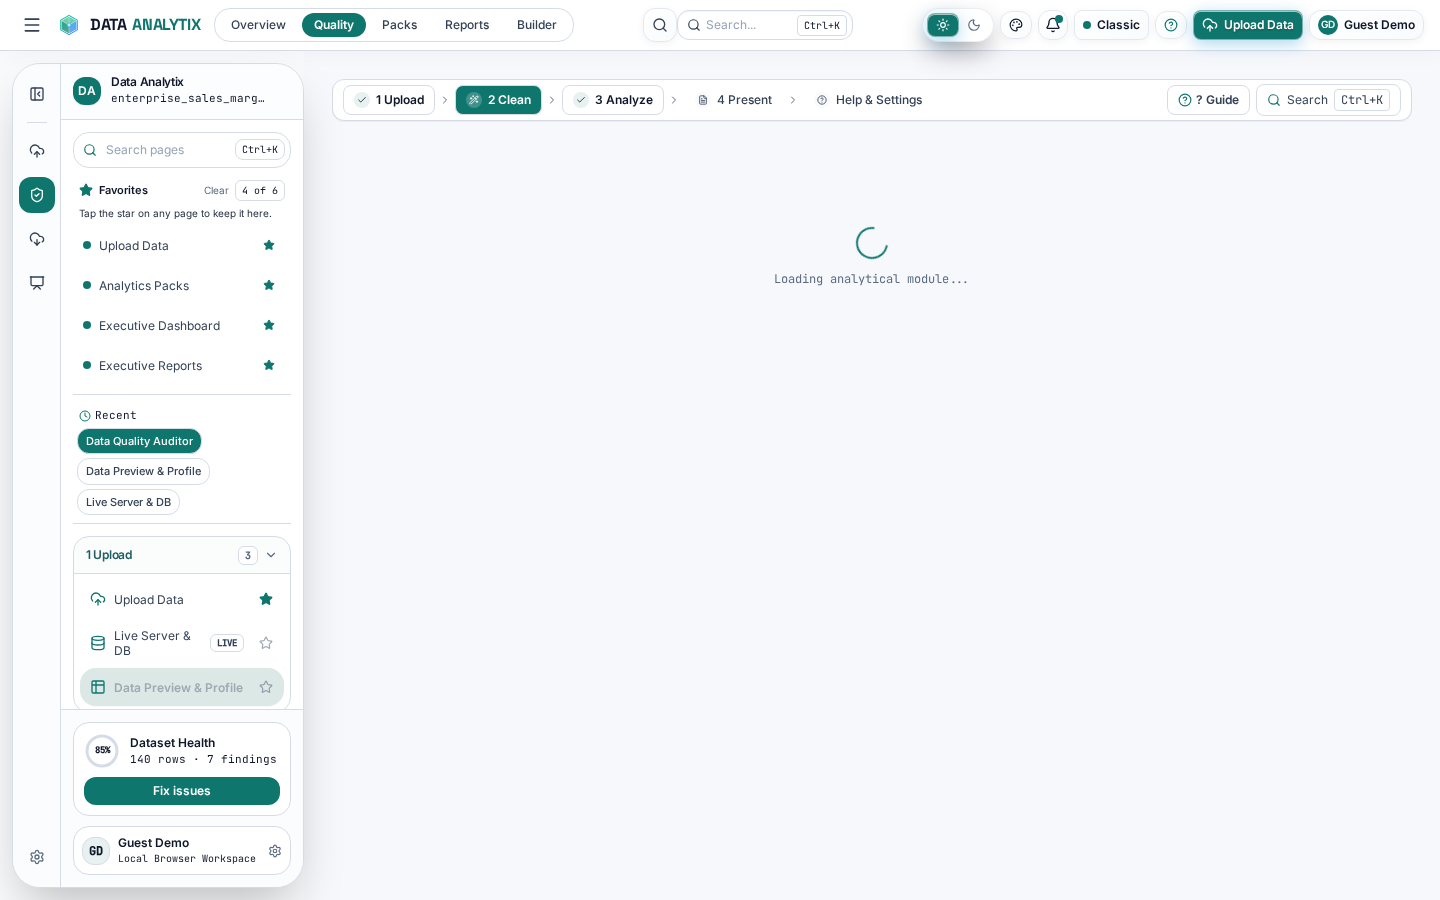 DATA ANALYTIX
Overview
Quality
Packs
Reports
Builder
Search...
Ctrl+K
Classic
Upload Data
GD
Guest Demo
DA
Data Analytix
enterprise_sales_marg…
Search pages
Ctrl+K
Favorites
Clear
4 of 6
Tap the star on any page to keep it here.
Upload Data
Analytics Packs
Executive Dashboard
Executive Reports
Recent
Data Quality Auditor
Data Preview & Profile
Live Server & DB
1 Upload
3
Upload Data
Live Server &
DB
LIVE
Data Preview & Profile
85%
Dataset Health
140 rows · 7 findings
Fix issues
GD
Guest Demo
Local Browser Workspace
1 Upload
2 Clean
3 Analyze
4 Present
Help & Settings
? Guide
Search
Ctrl+K
Loading analytical module...